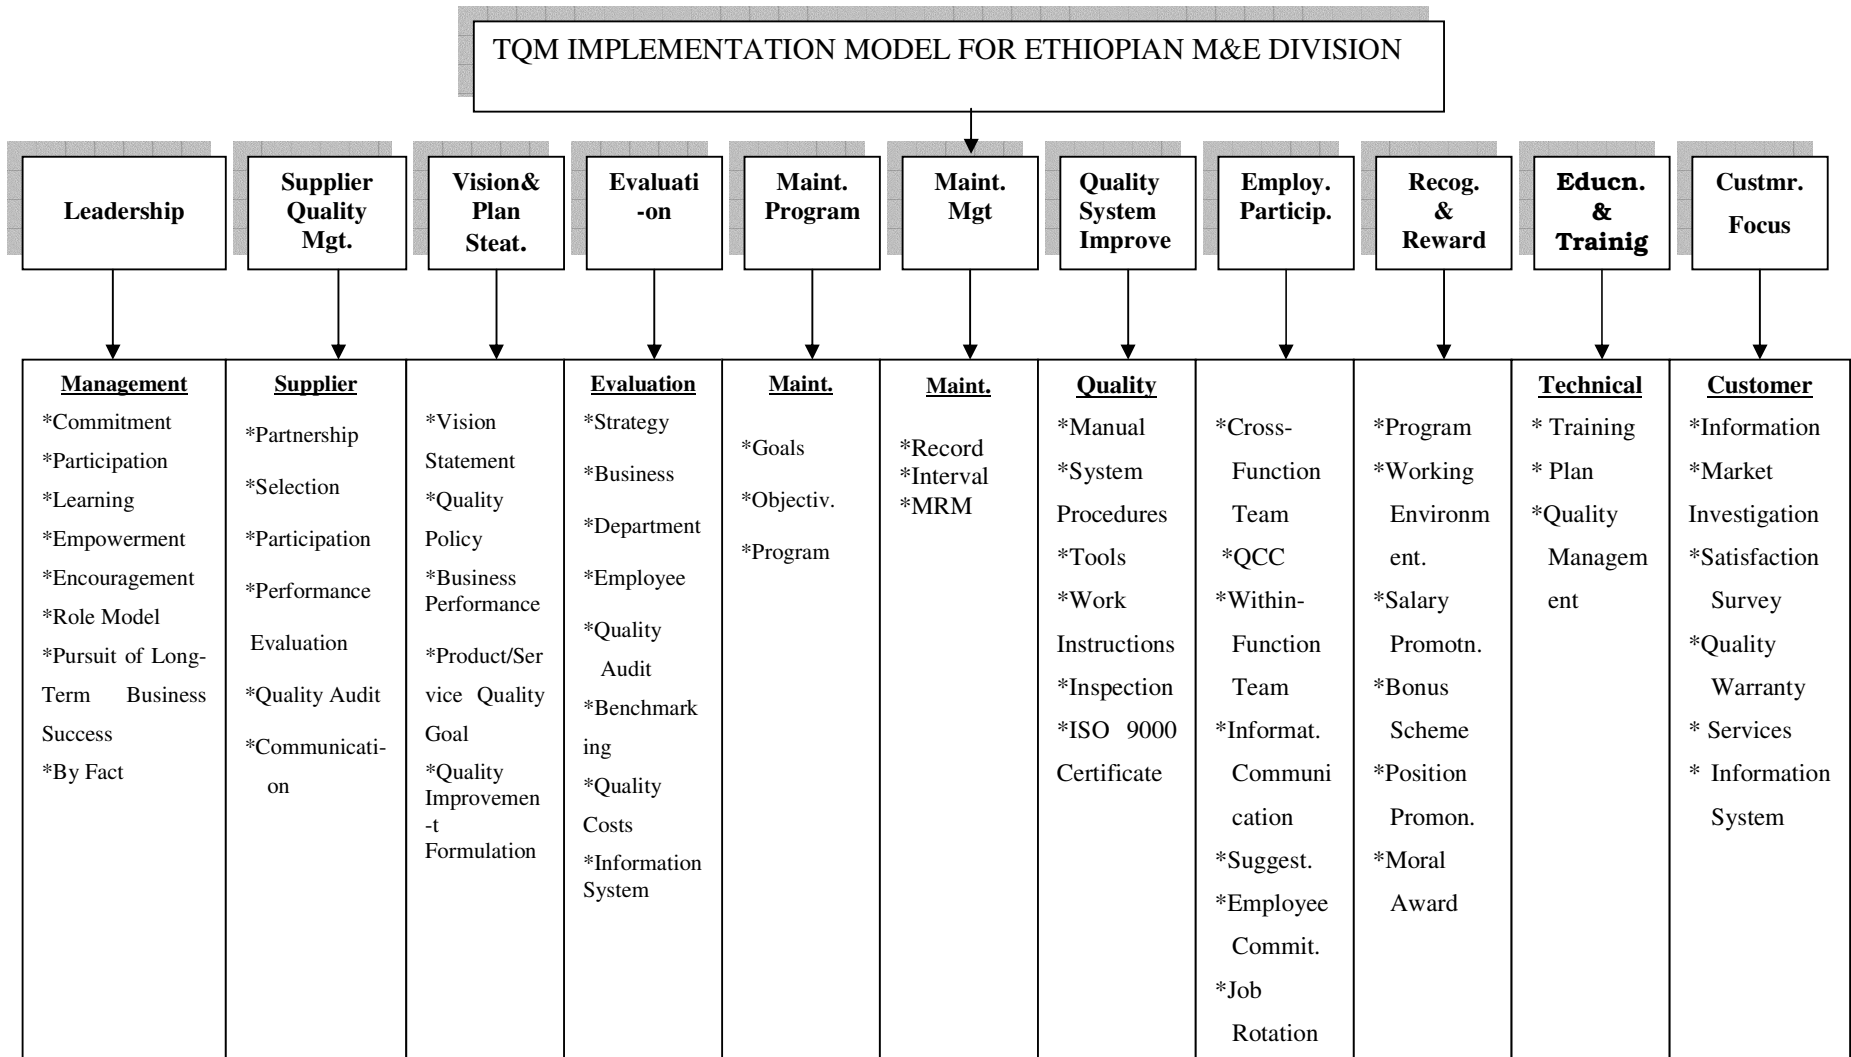 TQM IMPLEMENTATION MODEL FOR ETHIOPIAN M&E DIVISION
Leadership
Supplier
Quality
Mgt.
Vision&
Plan
Steat.
Evaluati
-on
Maint.
Program
Maint.
Mgt
Quality
System
Improve
Employ.
Particip.
Recog.
&
Reward
Educn.
&
Trainig
Custmr.
Focus
Management
*Commitment
*Participation
*Learning
*Empowerment
*Encouragement
*Role Model
*Pursuit of Long-
Term Business
Success
*By Fact
Supplier
*Partnership
*Selection
*Participation
*Performance
Evaluation
*Quality Audit
*Communicati-
on
*Vision
Statement
*Quality
Policy
*Business
Performance
*Product/Ser
vice Quality
Goal
*Quality
Improvemen
-t
Formulation
Evaluation
*Strategy
*Business
*Department
*Employee
*Quality
Audit
*Benchmark
ing
*Quality
Costs
*Information
System
Maint.
*Goals
*Objectiv.
*Program
Maint.
*Record
*Interval
*MRM
Quality
*Manual
*System
Procedures
*Tools
*Work
Instructions
*Inspection
*ISO 9000
Certificate
*Cross-
Function
Team
*QCC
*Within-
Function
Team
*Informat.
Communi
cation
*Suggest.
*Employee
Commit.
*Job
Rotation
*Program
*Working
Environm
ent.
*Salary
Promotn.
*Bonus
Scheme
*Position
Promon.
*Moral
Award
Technical
* Training
* Plan
*Quality
Managem
ent
Customer
*Information
*Market
Investigation
*Satisfaction
Survey
*Quality
Warranty
* Services
* Information
System